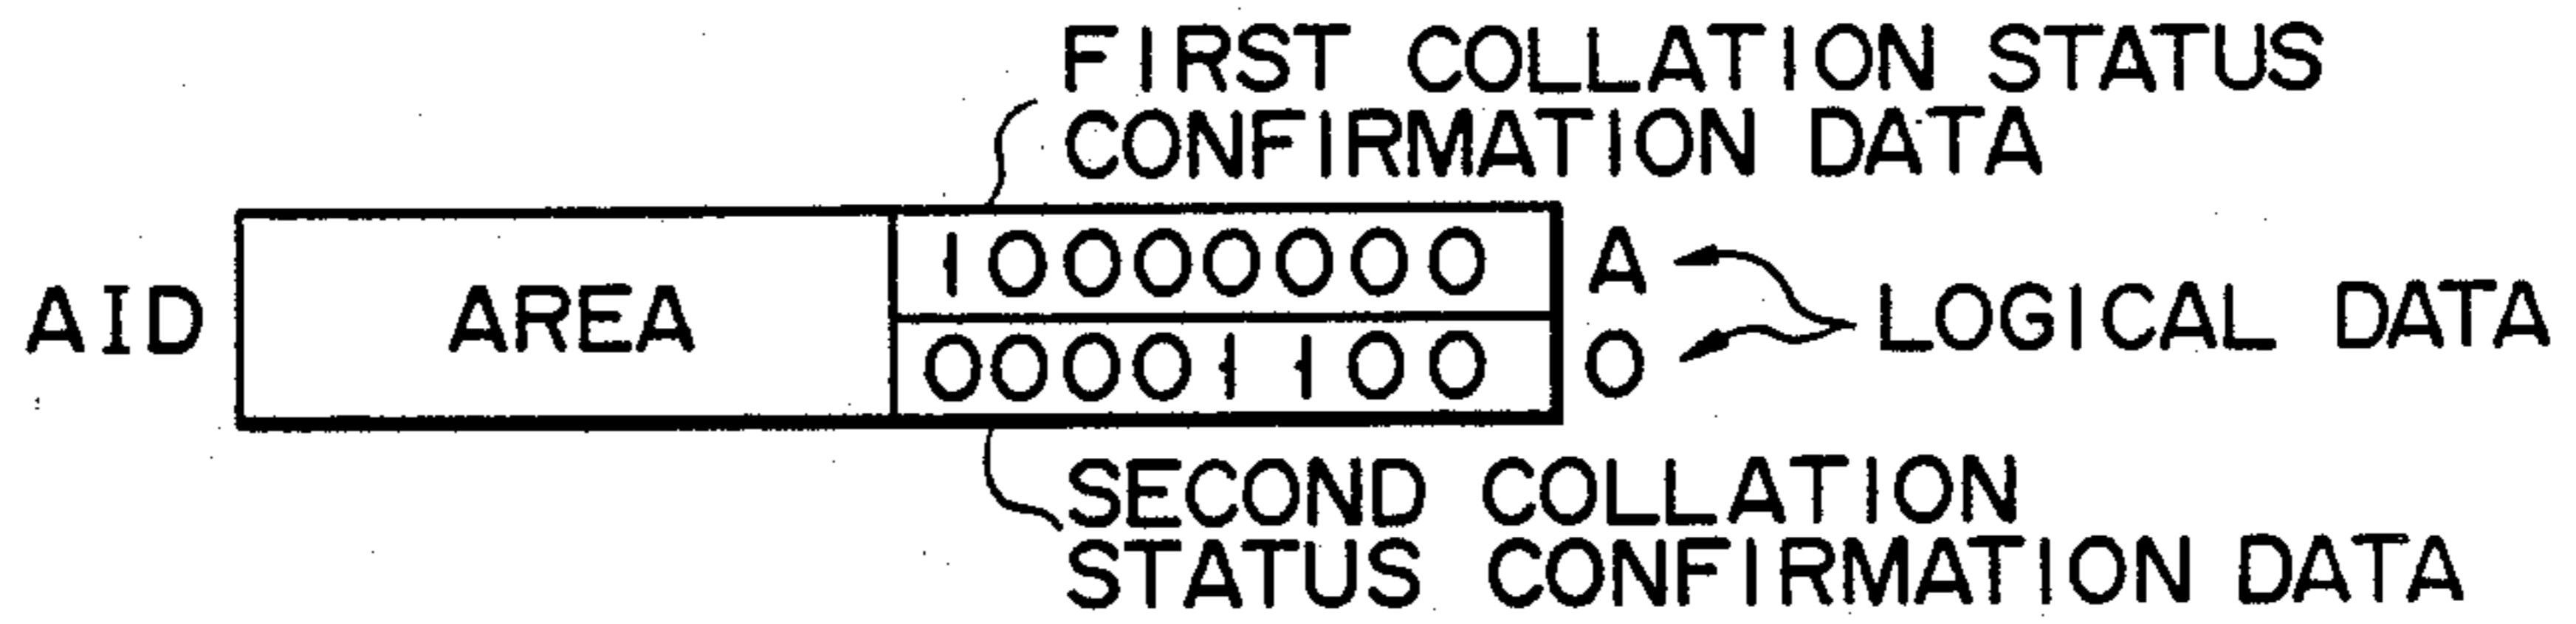 FIRST COLLATION STATUS
CONFIRMATION DATA
10000000 A
AID AREA LOGICAL DATA
00001100 O
SECOND COLLATION
STATUS CONFIRMATION DATA